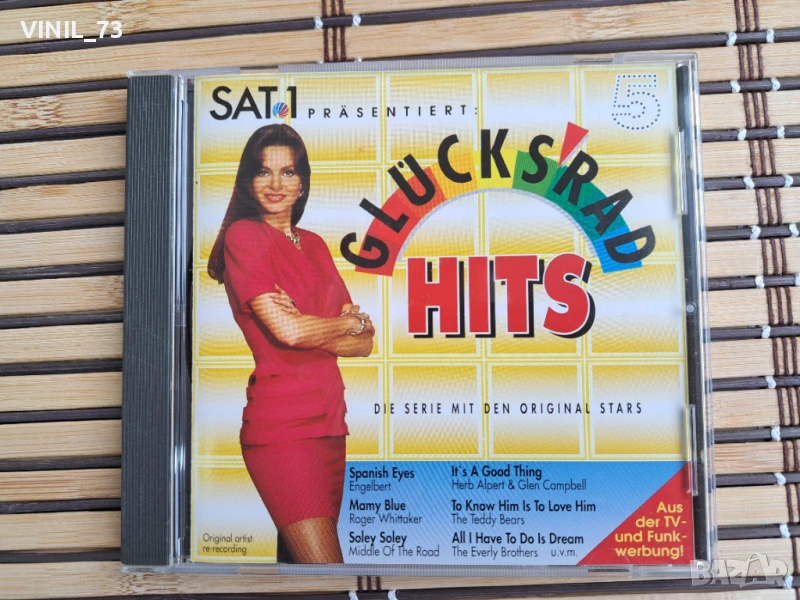 VINIL_73
SAT.1 PRÄSENTIERT:
5
GLÜCKS'RAD
HITS
DIE SERIE MIT DEN ORIGINAL STARS
Spanish Eyes
Engelbert
It`s A Good Thing
Herb Alpert & Glen Campbell
Mamy Blue
Roger Whittaker
To Know Him Is To Love Him
The Teddy Bears
Soley Soley
Middle Of The Road
All I Have To Do Is Dream
The Everly Brothers u.v.m.
Original artist
re-recording
Aus
der TV-
und Funk-
werbung!
BAZAR